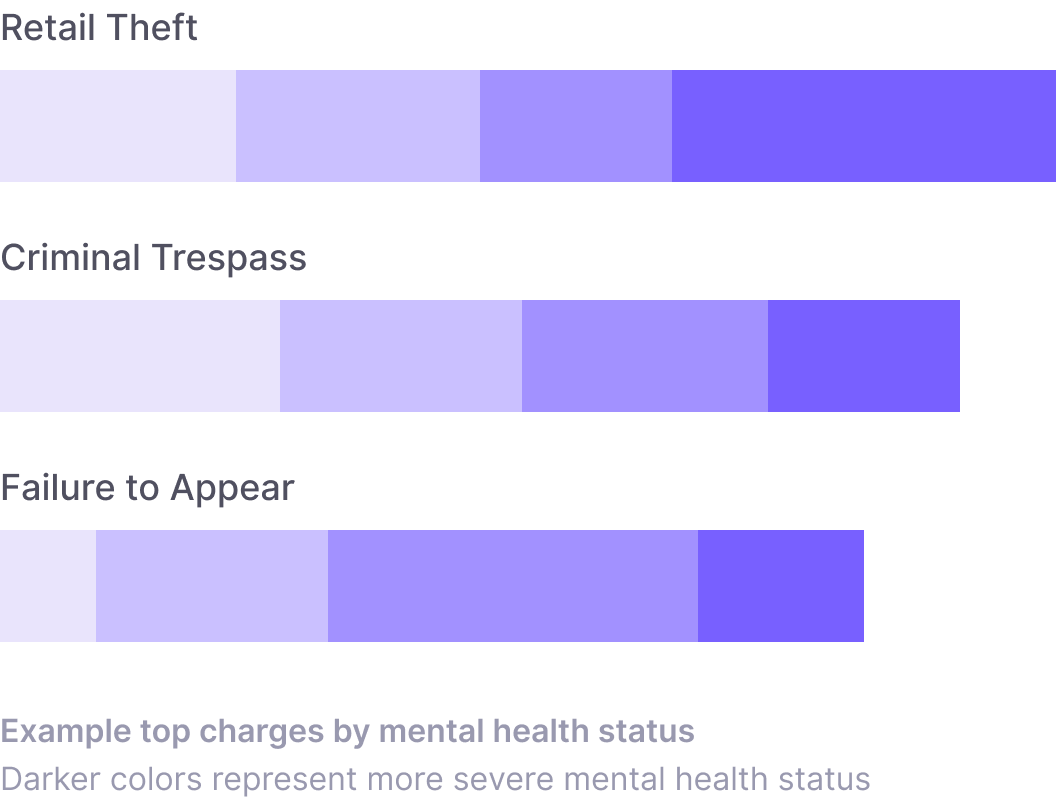 Retail Theft
Criminal Trespass
Failure to Appear
Example top charges by mental health status
Darker colors represent more severe mental health status